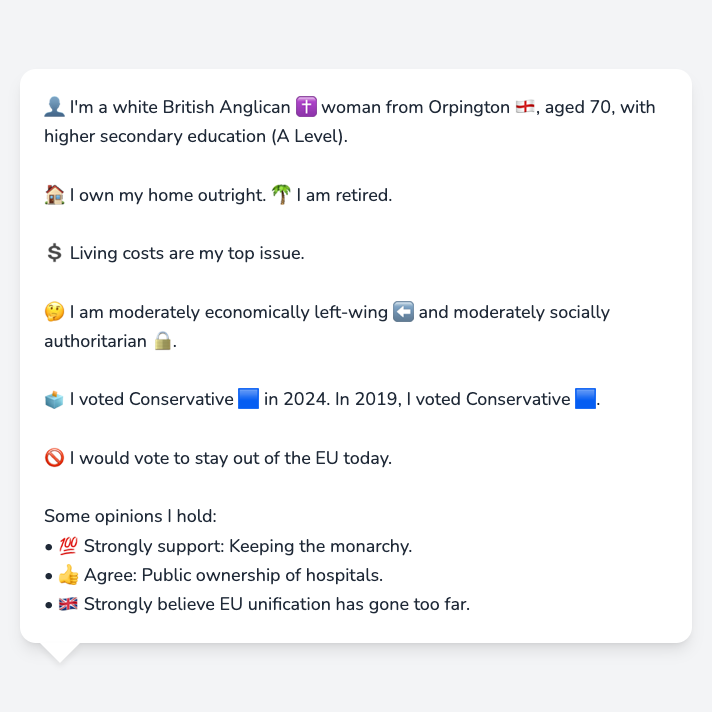 👤 I'm a white British Anglican ✝️ woman from Orpington 🏴󠁧󠁢󠁥󠁮󠁧󠁿, aged 70, with
higher secondary education (A Level).
🏠 I own my home outright. 🌴 I am retired.
💲 Living costs are my top issue.
🤔 I am moderately economically left-wing ⬅️ and moderately socially
authoritarian 🔒.
🗳️ I voted Conservative 🟦 in 2024. In 2019, I voted Conservative 🟦.
🚫 I would vote to stay out of the EU today.
Some opinions I hold:
• 💯 Strongly support: Keeping the monarchy.
• 👍 Agree: Public ownership of hospitals.
• 🇬🇧 Strongly believe EU unification has gone too far.